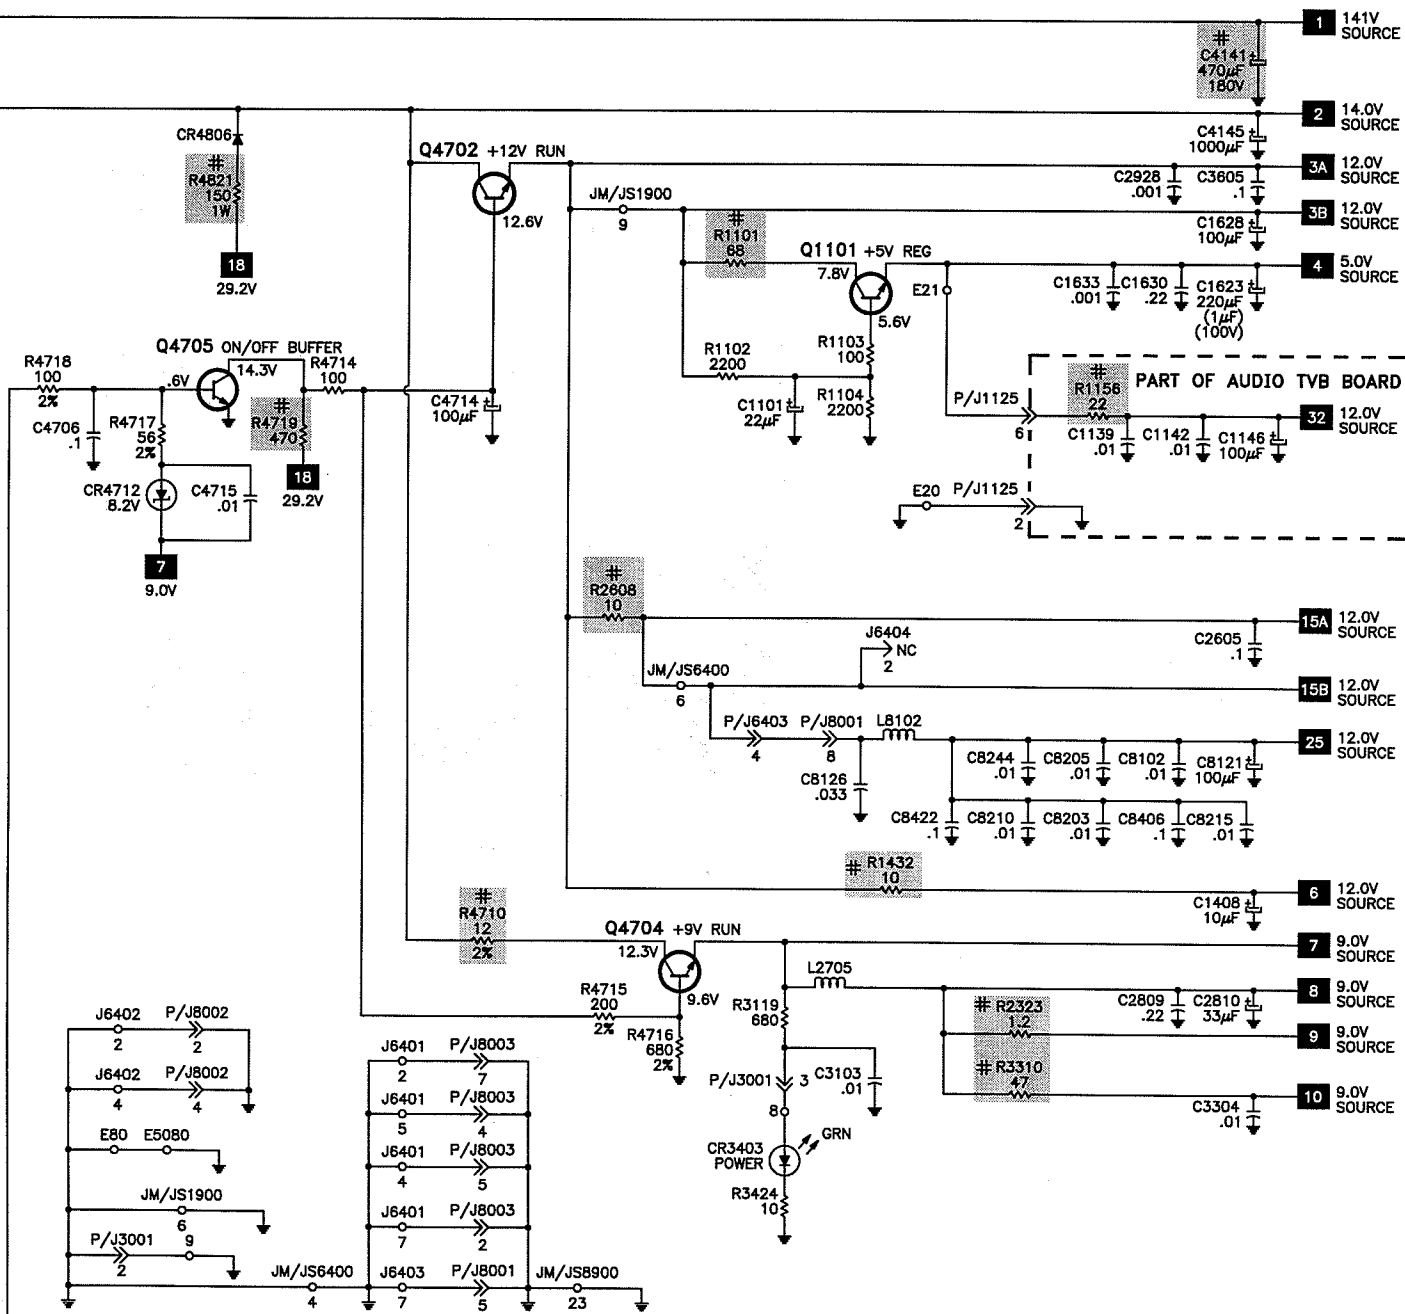 1 141V
SOURCE
#
C4141
470µF
180V
+
2 14.0V
SOURCE
C4145
1000µF
+
CR4806
#
R4821
150
1W
18
29.2V
Q4702 +12V RUN
12.6V
C2928
.001
C3605
.1
3A 12.0V
SOURCE
JM/JS1900
9
C1628
100µF
+
3B 12.0V
SOURCE
#
R1101
68
Q1101 +5V REG
7.8V
5.6V
E21
C1633
.001
C1630
.22
C1623
220µF
(1µF)
(100V)
+
4 5.0V
SOURCE
R1102
2200
R1103
100
R1104
2200
C1101
22µF
+
Q4705 ON/OFF BUFFER
14.3V
.6V
R4718
100
2%
C4706
.1
R4717
56
2%
CR4712
8.2V
C4715
.01
7
9.0V
#
R4719
470
18
29.2V
R4714
100
C4714
100µF
+
PART OF AUDIO TVB BOARD
P/J1125
6
#
R1156
22
C1139
.01
C1142
.01
C1146
100µF
+
32 12.0V
SOURCE
E20 P/J1125
2
#
R2608
10
C2605
.1
15A 12.0V
SOURCE
J6404
NC
2
JM/JS6400
6
15B 12.0V
SOURCE
P/J6403
4
P/J8001
8
L8102
C8126
.033
C8244
.01
C8205
.01
C8102
.01
C8121
100µF
+
25 12.0V
SOURCE
C8422
.1
C8210
.01
C8203
.01
C8406
.1
C8215
.01
# R1432
10
C1408
10µF
+
6 12.0V
SOURCE
#
R4710
12
2%
Q4704 +9V RUN
12.3V
9.6V
7 9.0V
SOURCE
L2705
R4715
200
2%
R4716
680
2%
R3119
680
C2809
.22
C2810
33µF
+
8 9.0V
SOURCE
# R2323
1.2
9 9.0V
SOURCE
# R3310
47
C3304
.01
10 9.0V
SOURCE
P/J3001 3
C3103
.01
8
GRN
CR3403
POWER
R3424
10
J6402
2
P/J8002
2
J6402
4
P/J8002
4
E80 E5080
JM/JS1900
6
P/J3001
2
9
JM/JS6400
4
J6401
2
P/J8003
7
J6401
5
P/J8003
4
J6401
4
P/J8003
5
J6401
7
P/J8003
2
J6403
7
P/J8001
5
JM/JS8900
23